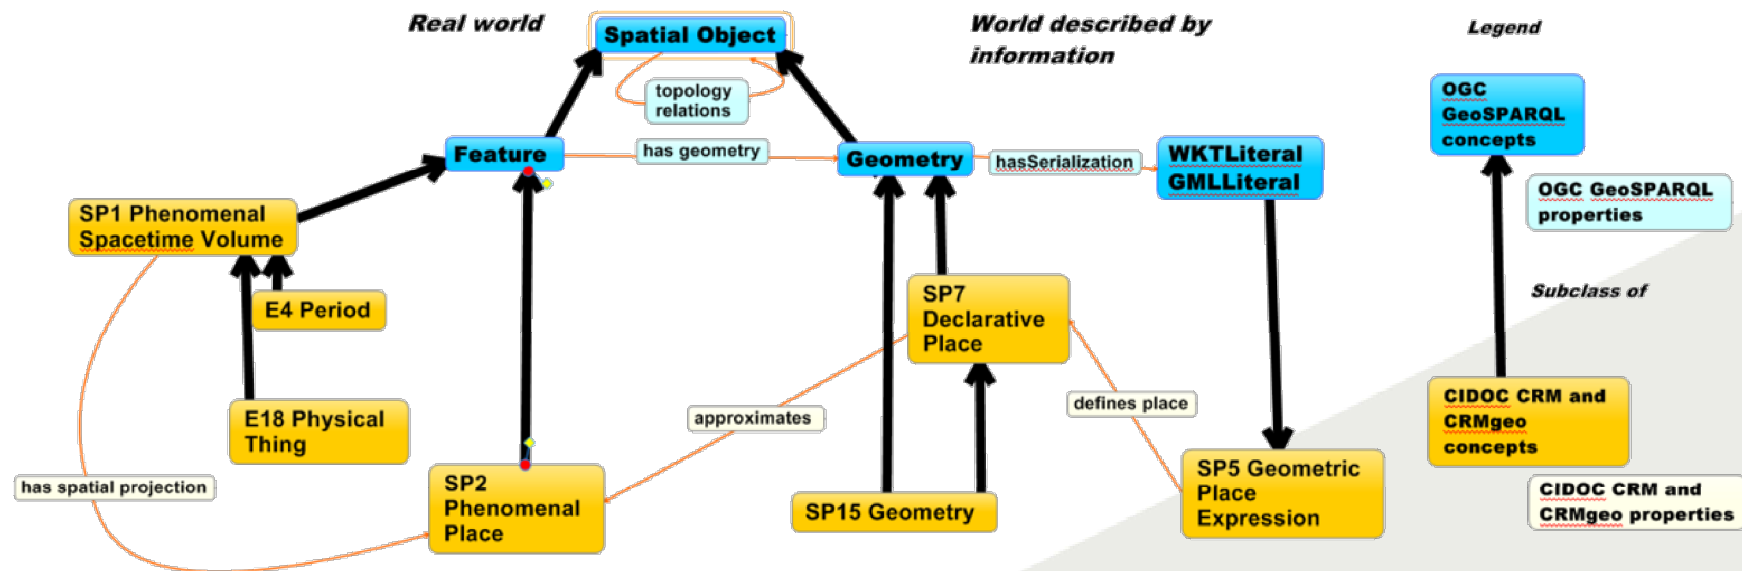 Real world
Spatial Object
World described by
information
Legend
topology
relations
OGC
GeoSPARQL
concepts
Feature
has geometry
Geometry
hasSerialization
WKTLiteral
GMLLiteral
OGC GeoSPARQL
properties
SP1 Phenomenal
Spacetime Volume
E4 Period
SP7
Declarative
Place
Subclass of
E18 Physical
Thing
approximates
defines place
CIDOC CRM and
CRMgeo
concepts
has spatial projection
SP2
Phenomenal
Place
SP15 Geometry
SP5 Geometric
Place
Expression
CIDOC CRM and
CRMgeo properties